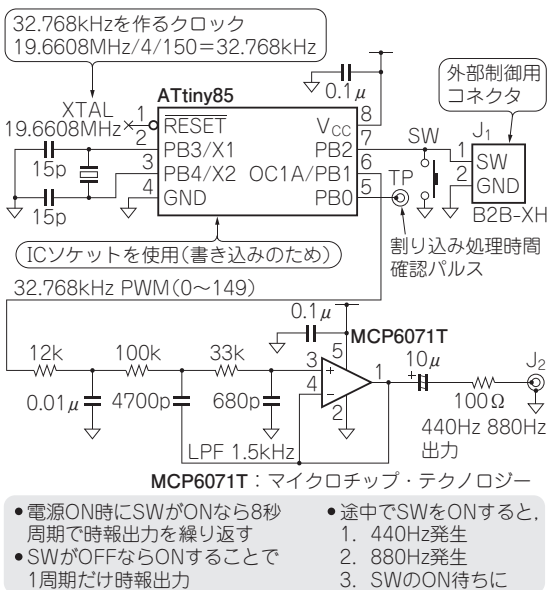 32.768kHzを作るクロック
19.6608MHz/4/150=32.768kHz
外部制御用
コネクタ
0.1μ
ATtiny85
XTAL
19.6608MHz
15p
15p
1
2
3
4
RESET
PB3/X1
PB4/X2
GND
VCC
PB2
OC1A/PB1
PB0
8
7
6
5
SW
TP
J1
1
2
SW
GND
B2B-XH
ICソケットを使用(書き込みのため)
割り込み処理時間
確認パルス
32.768kHz PWM(0〜149)
0.1μ
MCP6071T
12k
100k
33k
0.01μ
4700p
680p
3
4
5
2
1
+
−
10μ
+
100Ω
J2
440Hz 880Hz
出力
LPF 1.5kHz
MCP6071T:マイクロチップ・テクノロジー
●電源ON時にSWがONなら8秒
周期で時報出力を繰り返す
●SWがOFFならONすることで
1周期だけ時報出力
●途中でSWをONすると,
1. 440Hz発生
2. 880Hz発生
3. SWのON待ちに